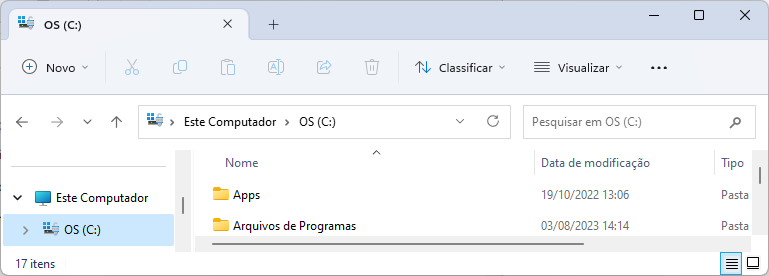 OS (C:)
Novo Classificar Visualizar
Este Computador OS (C:) Pesquisar em OS (C:)
Nome Data de modificação Tipo
Este Computador Apps 19/10/2022 13:06 Pasta
OS (C:) Arquivos de Programas 03/08/2023 14:14 Pasta
17 itens